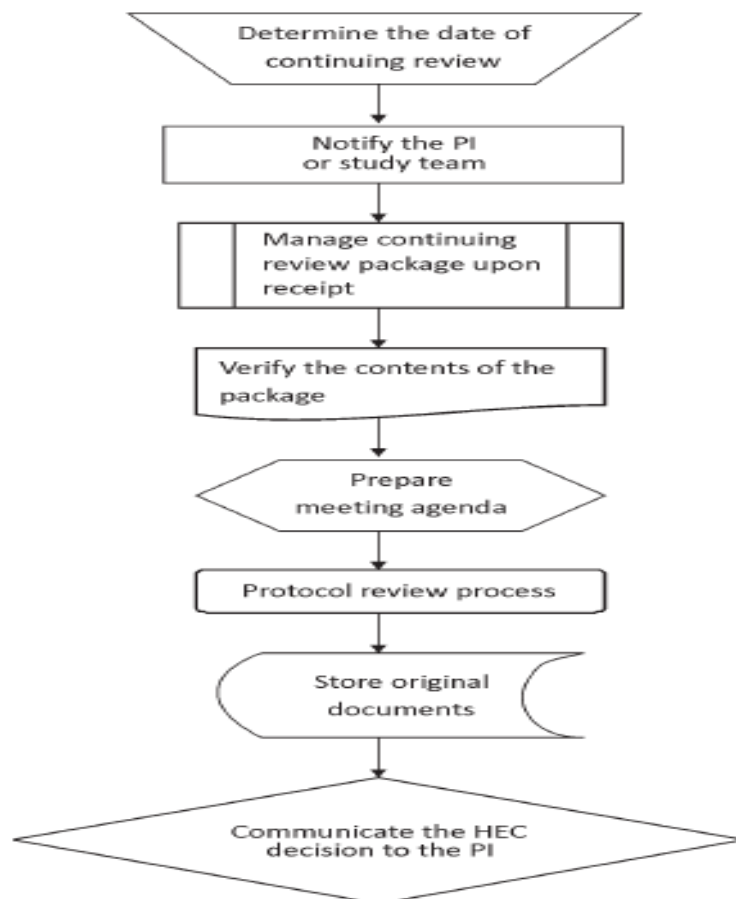 Determine the date of
continuing review
Notify the PI
or study team
Manage continuing
review package upon
receipt
Verify the contents of the
package
Prepare
meeting agenda
Protocol review process
Store original
documents
Communicate the HEC
decision to the PI